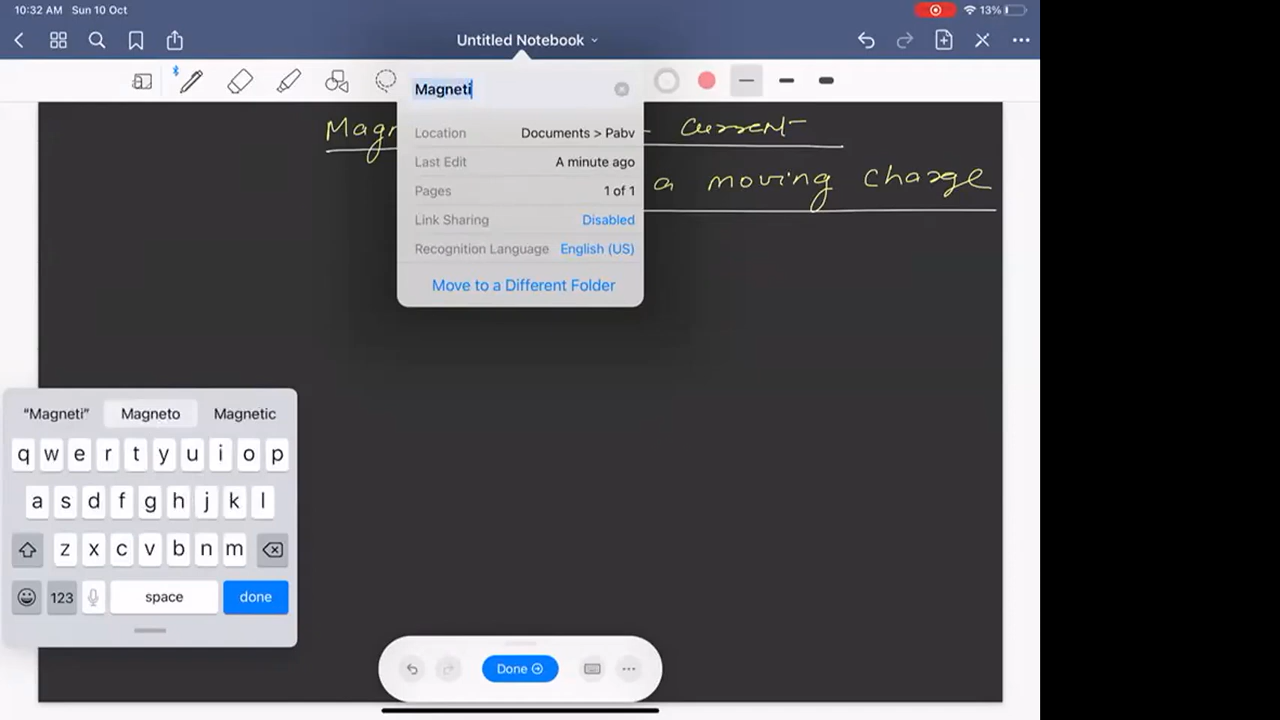 10:32 AM Sun 10 Oct
13%
Untitled Notebook
Magneti
Magn
- Current
Location Documents > Pabv
Last Edit A minute ago
a moving charge
Pages 1 of 1
Link Sharing Disabled
Recognition Language English (US)
Move to a Different Folder
“Magneti” Magneto Magnetic
q w e r t y u i o p
a s d f g h j k l
z x c v b n m
123 space done
Done